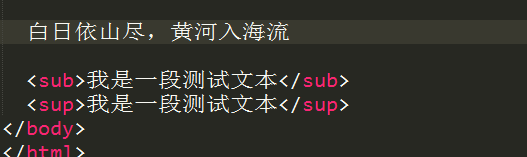 白日依山尽，黄河入海流
<sub>我是一段测试文本</sub>
<sup>我是一段测试文本</sup>
</body>
</html>